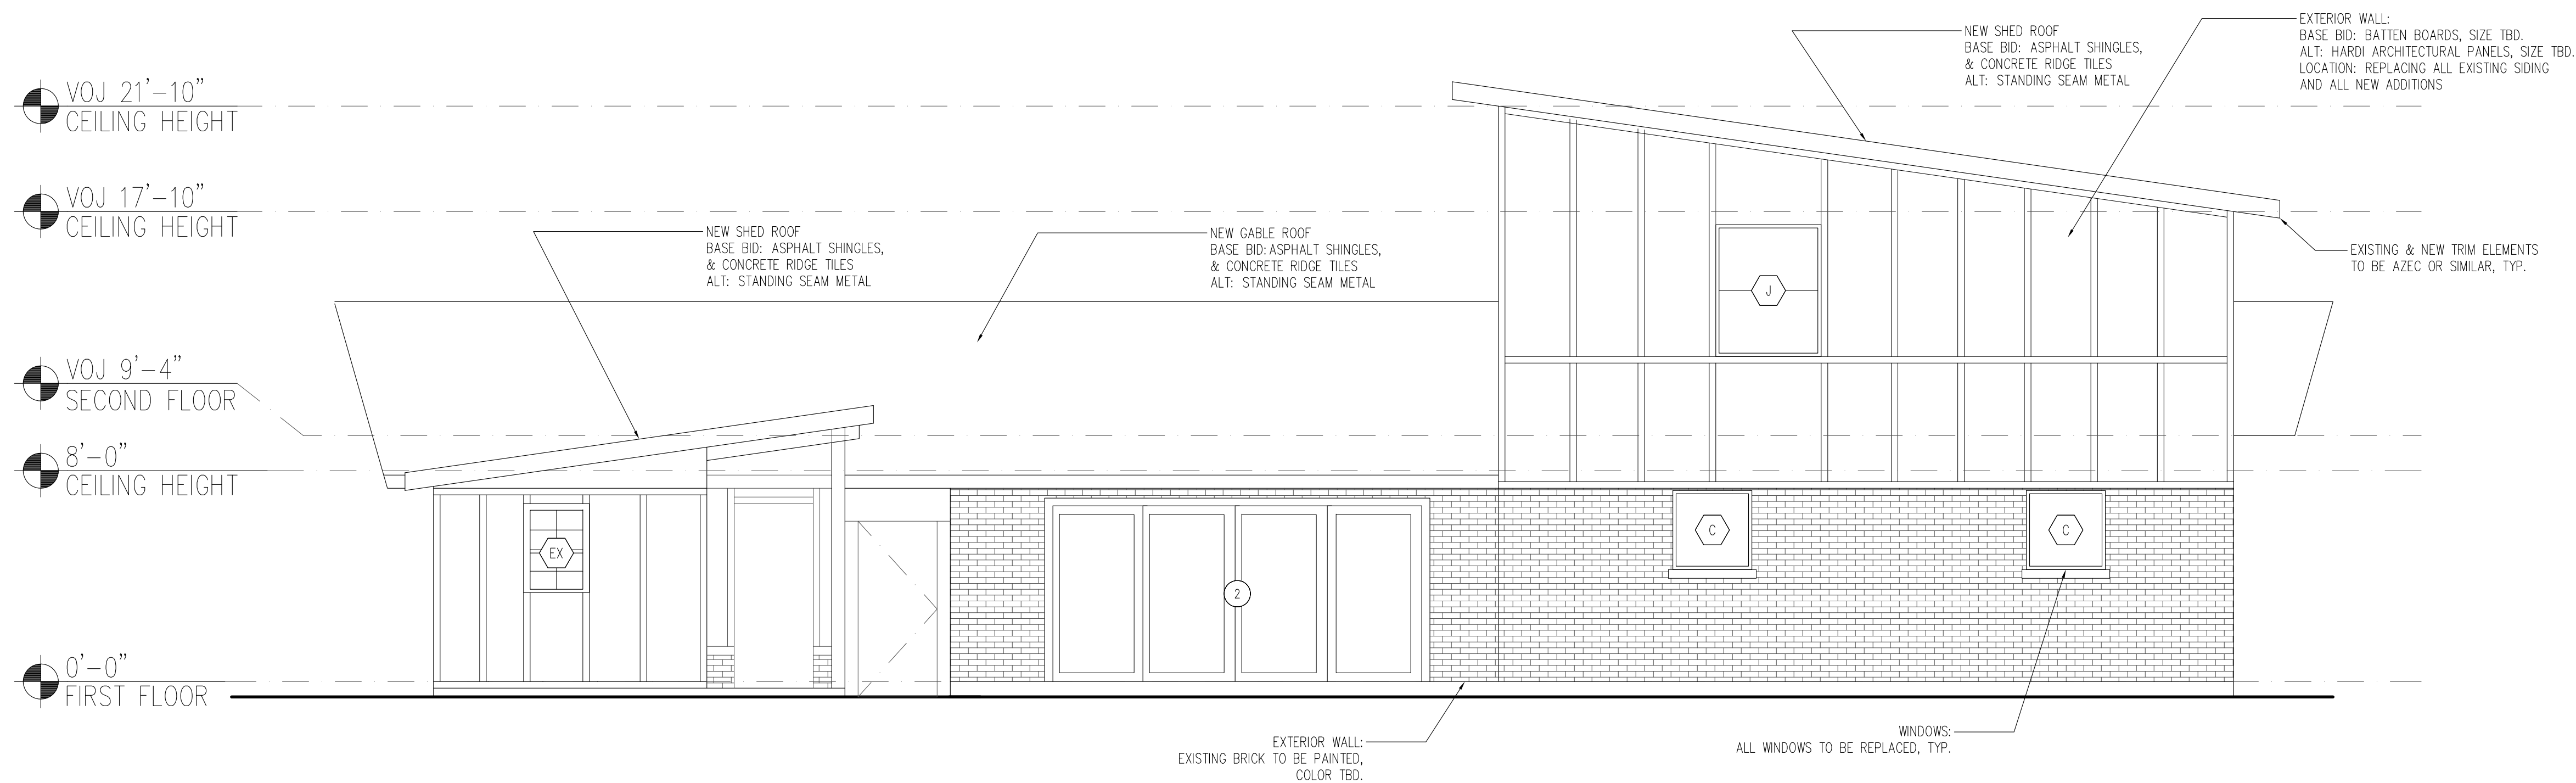 NEW SHED ROOF
BASE BID: ASPHALT SHINGLES,
& CONCRETE RIDGE TILES
ALT: STANDING SEAM METAL
EXTERIOR WALL:
BASE BID: BATTEN BOARDS, SIZE TBD.
ALT: HARDI ARCHITECTURAL PANELS, SIZE TBD.
LOCATION: REPLACING ALL EXISTING SIDING
AND ALL NEW ADDITIONS
VOJ 21'-10"
CEILING HEIGHT
VOJ 17'-10"
CEILING HEIGHT
NEW SHED ROOF
BASE BID: ASPHALT SHINGLES,
& CONCRETE RIDGE TILES
ALT: STANDING SEAM METAL
NEW GABLE ROOF
BASE BID: ASPHALT SHINGLES,
& CONCRETE RIDGE TILES
ALT: STANDING SEAM METAL
EXISTING & NEW TRIM ELEMENTS
TO BE AZEC OR SIMILAR, TYP.
J
VOJ 9'-4"
SECOND FLOOR
8'-0"
CEILING HEIGHT
EX
2
C
C
0'-0"
FIRST FLOOR
EXTERIOR WALL:
EXISTING BRICK TO BE PAINTED,
COLOR TBD.
WINDOWS:
ALL WINDOWS TO BE REPLACED, TYP.